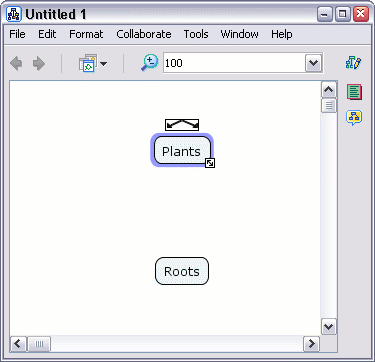 Untitled 1
File Edit Format Collaborate Tools Window Help
100
Plants
Roots